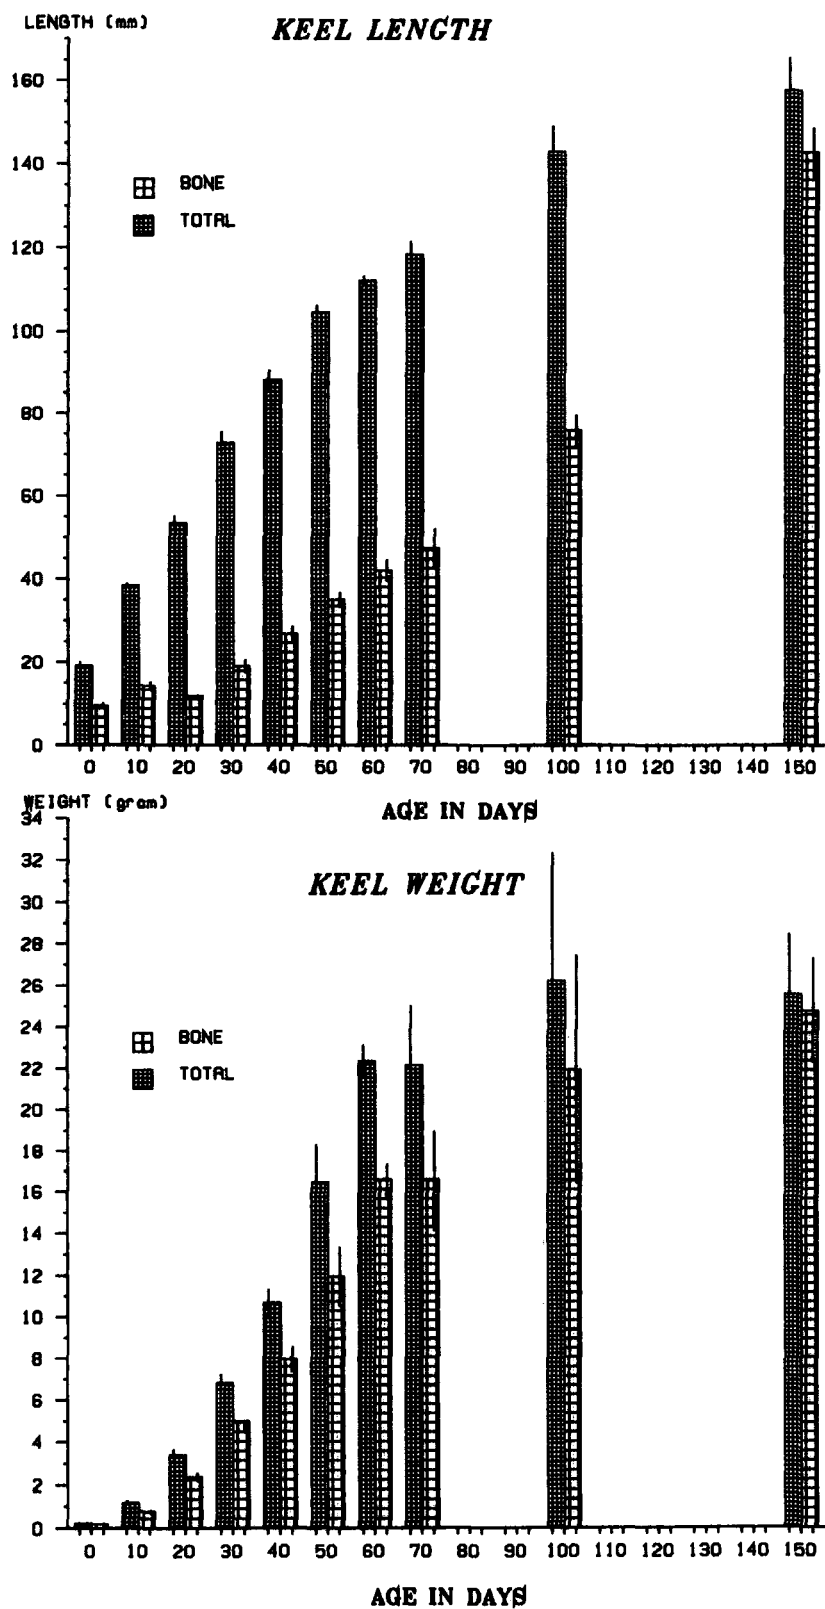 LENGTH (mm)
KEEL LENGTH
160
140
120
100
80
60
40
20
0
BONE
TOTAL
0 10 20 30 40 50 60 70 80 90 100 110 120 130 140 150
AGE IN DAYS
WEIGHT (gram)
KEEL WEIGHT
34
32
30
28
26
24
22
20
18
16
14
12
10
8
6
4
2
0
BONE
TOTAL
0 10 20 30 40 50 60 70 80 90 100 110 120 130 140 150
AGE IN DAYS